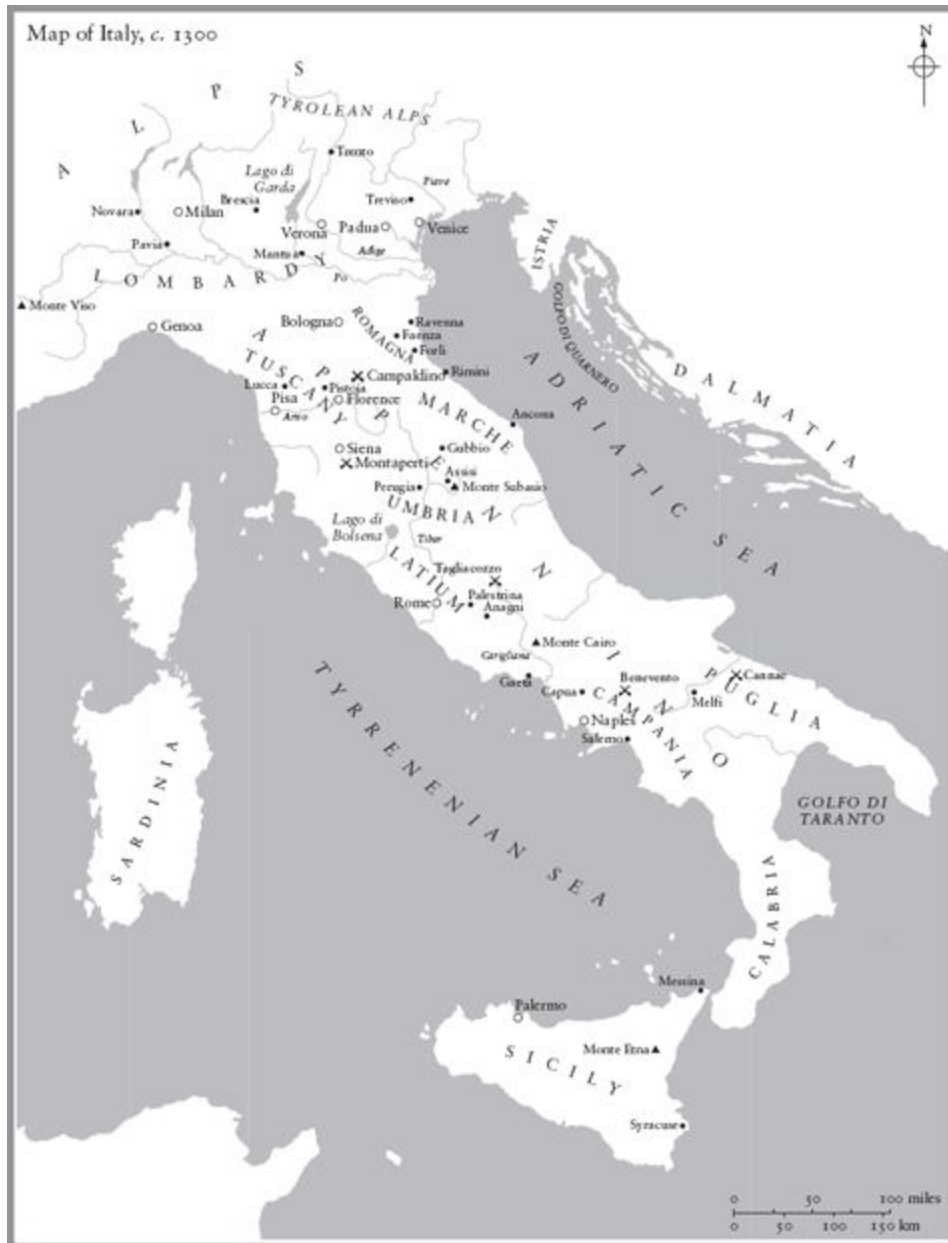 Map of Italy, c. 1300
N
ALPS
TYROLEAN ALPS
Trento
Lago di
Garda
Piave
Brescia
Treviso
Novara
Milan
Verona
Padua
Venice
Pavia
Mantua
Adige
ISTRIA
LOMBARDY
Po
Monte Viso
Genoa
Bologna
ROMAGNA
Ravenna
Faenza
Forlì
GOLFO DI QUARNERO
APPENNINO
TUSCANY
Campaldino
Rimini
ADRIATIC SEA
DALMATIA
Lucca
Pistoia
Pisa
Florence
Arno
MARCHE
Ancona
Siena
Gubbio
Montaperti
Assisi
Perugia
Monte Subasio
UMBRIA
Lago di
Bolsena
Tiber
LATIUM
Tagliacozzo
Rome
Palestrina
Anagni
Monte Cairo
Garigliano
Gaeta
Benevento
Cannae
Capua
CAMPANIA
Melfi
PUGLIA
Naples
Salerno
TYRRENENIAN SEA
SARDINIA
GOLFO DI
TARANTO
CALABRIA
Messina
Palermo
SICILY
Monte Etna
Syracuse
0 50 100 miles
0 50 100 150 km